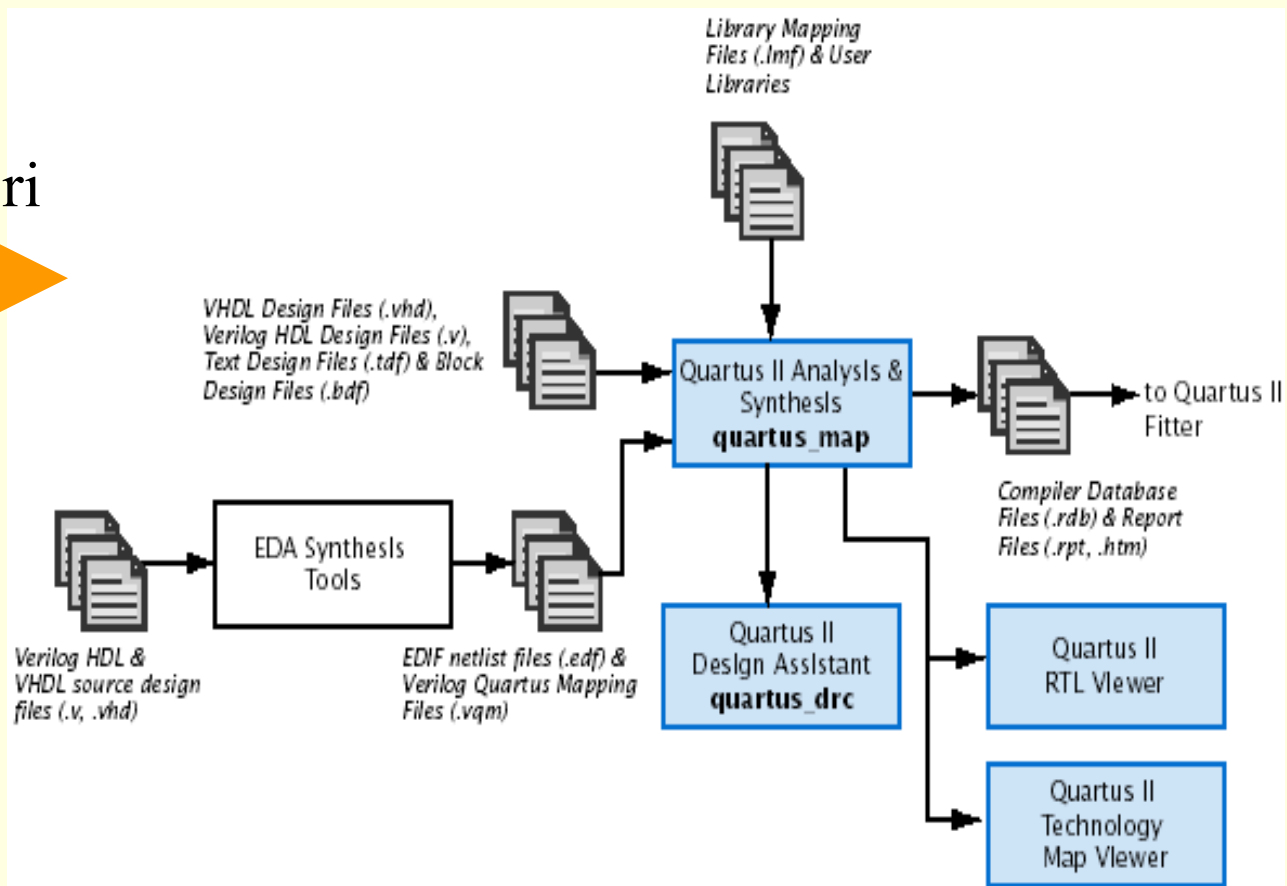 Library Mapping
Files (.lmf) & User
Libraries
ri
VHDL Design Files (.vhd),
Verilog HDL Design Files (.v),
Text Design Files (.tdf) & Block
Design Files (.bdf)
Quartus II Analysis &
Synthesis
quartus_map
to Quartus II
Fitter
Compiler Database
Files (.rdb) & Report
Files (.rpt, .htm)
EDA Synthesis
Tools
Verilog HDL &
VHDL source design
files (.v, .vhd)
EDIF netlist files (.edf) &
Verilog Quartus Mapping
Files (.vqm)
Quartus II
Design Assistant
quartus_drc
Quartus II
RTL Viewer
Quartus II
Technology
Map Viewer